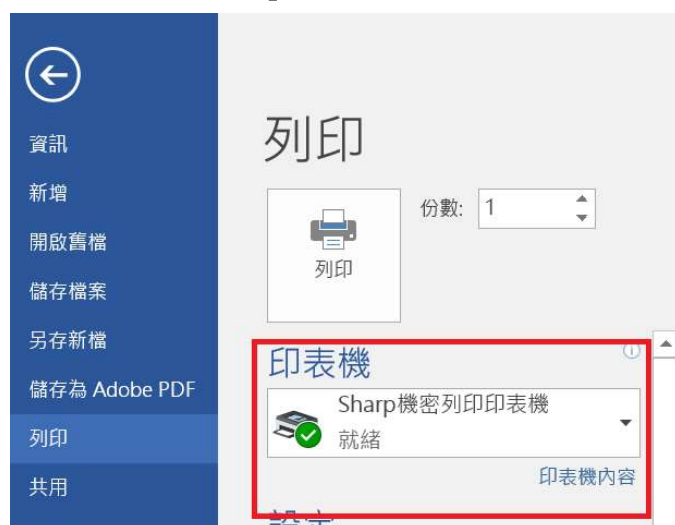 資訊
新增
開啟舊檔
儲存檔案
另存新檔
儲存為 Adobe PDF
列印
共用
列印
份數: 1
列印
印表機
Sharp機密列印印表機
就緒
印表機內容
設定